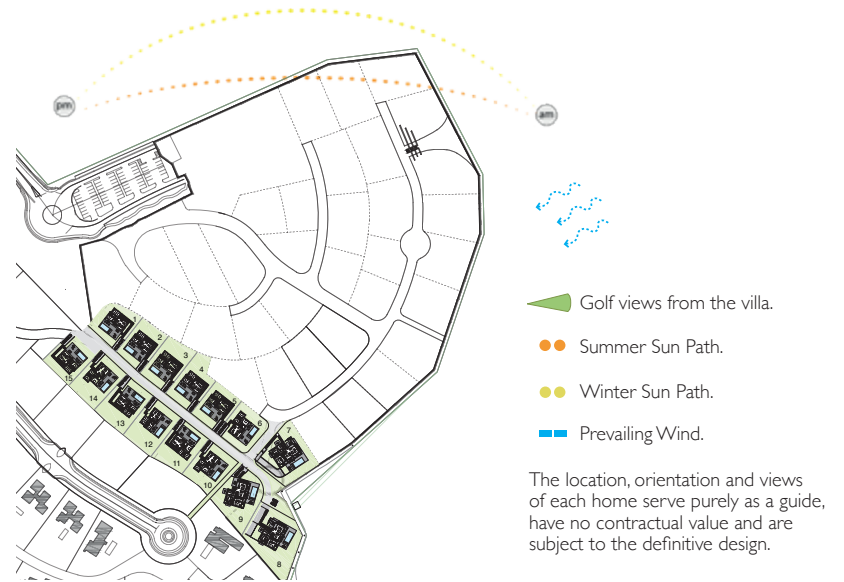 pm
am
Golf views from the villa.
Summer Sun Path.
Winter Sun Path.
Prevailing Wind.
The location, orientation and views
of each home serve purely as a guide,
have no contractual value and are
subject to the definitive design.
1
2
3
4
5
6
7
15
14
13
12
11
10
9
8